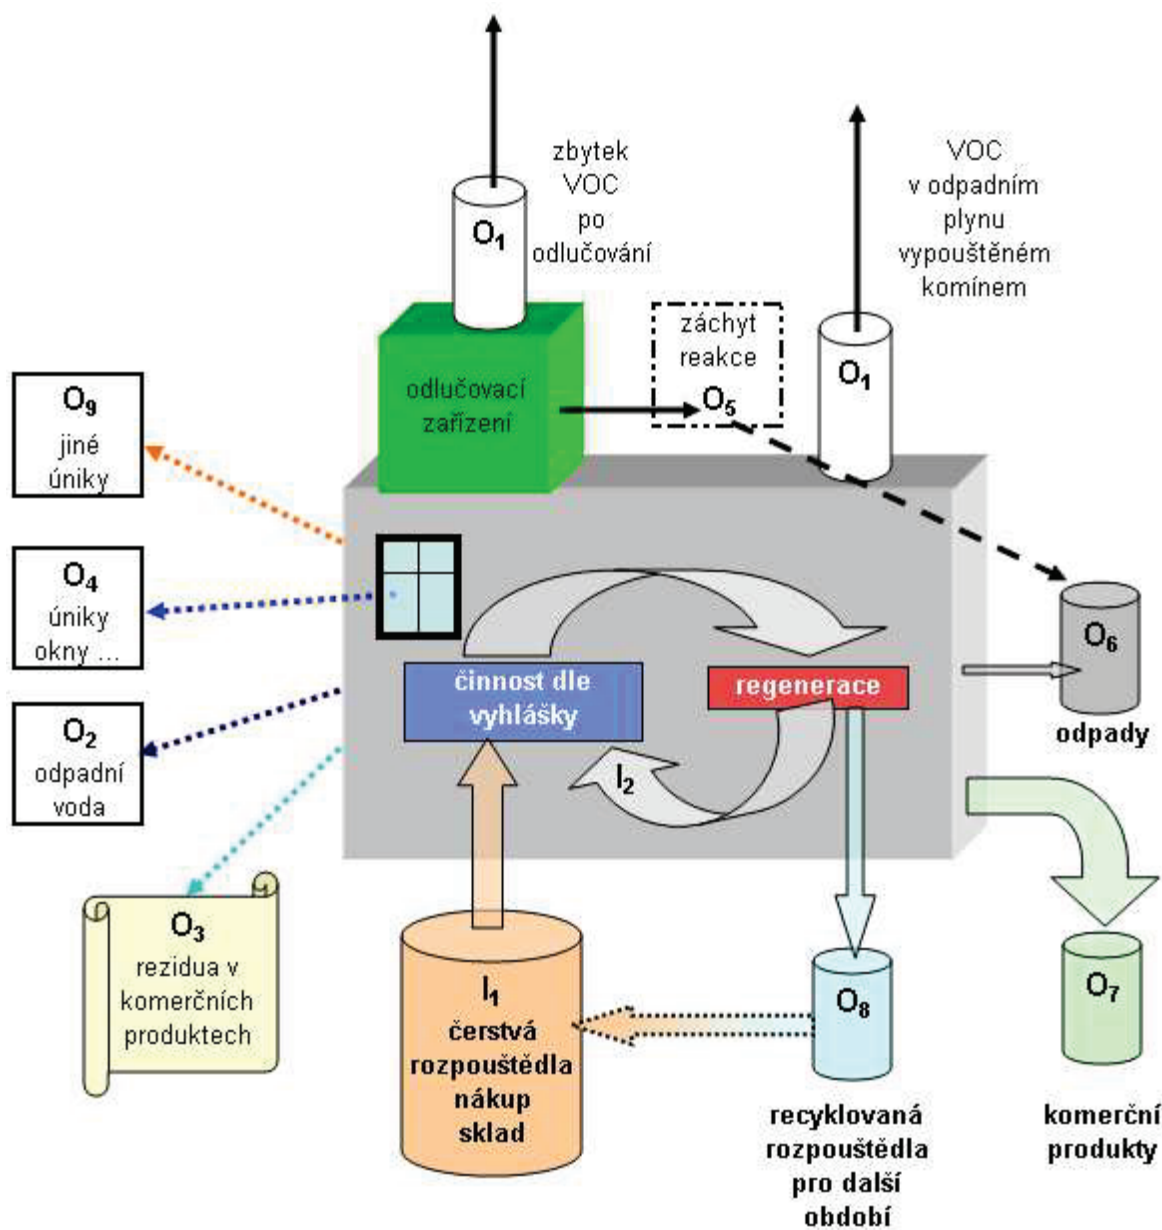 zbytek
VOC
po
odlučování
O₁
VOC
v odpadním
plynu
vypouštěném
komínem
O₁
záchyt
reakce
O₅
odlučovací
zařízení
O₉
jiné
úniky
O₄
úniky
okny ...
O₂
odpadní
voda
O₃
rezidua v
komerčních
produktech
činnost dle
vyhlášky
regenerace
I₂
O₆
odpady
I₁
čerstvá
rozpouštědla
nákup
sklad
O₈
recyklovaná
rozpouštědla
pro další
období
O₇
komerční
produkty